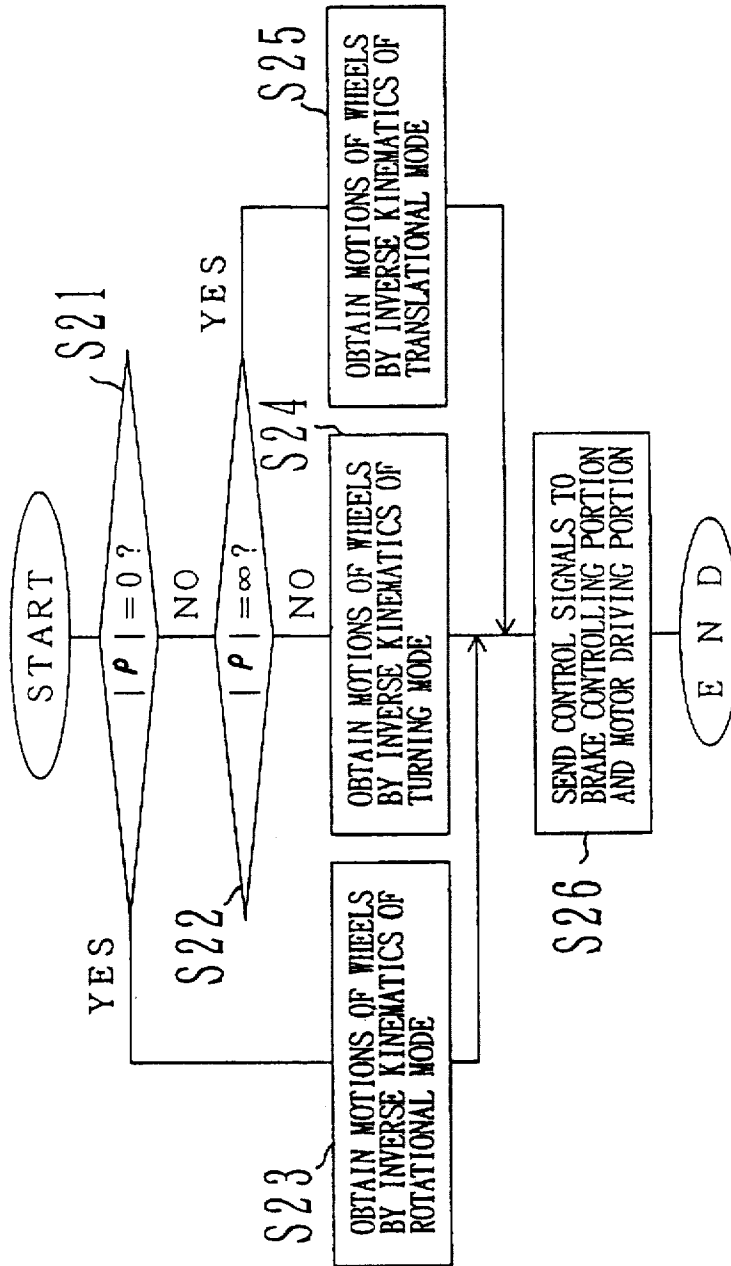 START
| ρ | = 0 ?
S21
YES
NO
| ρ | = ∞ ?
S22
YES
NO
S23
OBTAIN MOTIONS OF WHEELS
BY INVERSE KINEMATICS OF
ROTATIONAL MODE
S24
OBTAIN MOTIONS OF WHEELS
BY INVERSE KINEMATICS OF
TURNING MODE
S25
OBTAIN MOTIONS OF WHEELS
BY INVERSE KINEMATICS OF
TRANSLATIONAL MODE
S26
SEND CONTROL SIGNALS TO
BRAKE CONTROLLING PORTION
AND MOTOR DRIVING PORTION
END